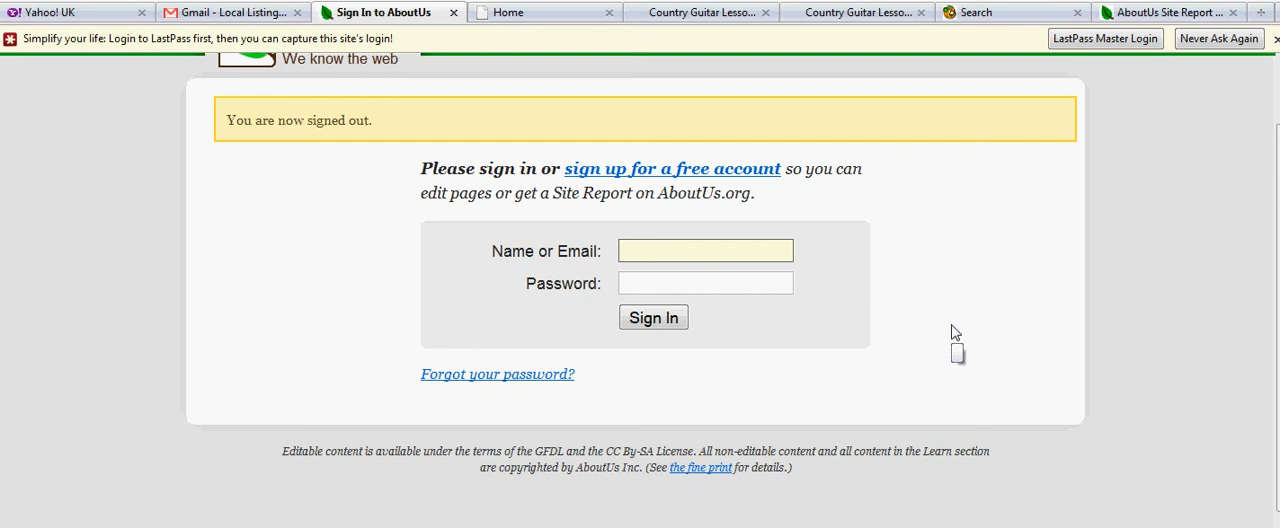 Yahoo! UK
Gmail - Local Listing...
Sign In to AboutUs
Home
Country Guitar Lesso...
Country Guitar Lesso...
Search
AboutUs Site Report ...
Simplify your life: Login to LastPass first, then you can capture this site's login!
LastPass Master Login
Never Ask Again
We know the web
You are now signed out.
Please sign in or sign up for a free account so you can
edit pages or get a Site Report on AboutUs.org.
Name or Email:
Password:
Sign In
Forgot your password?
Editable content is available under the terms of the GFDL and the CC By-SA License. All non-editable content and all content in the Learn section
are copyrighted by AboutUs Inc. (See the fine print for details.)